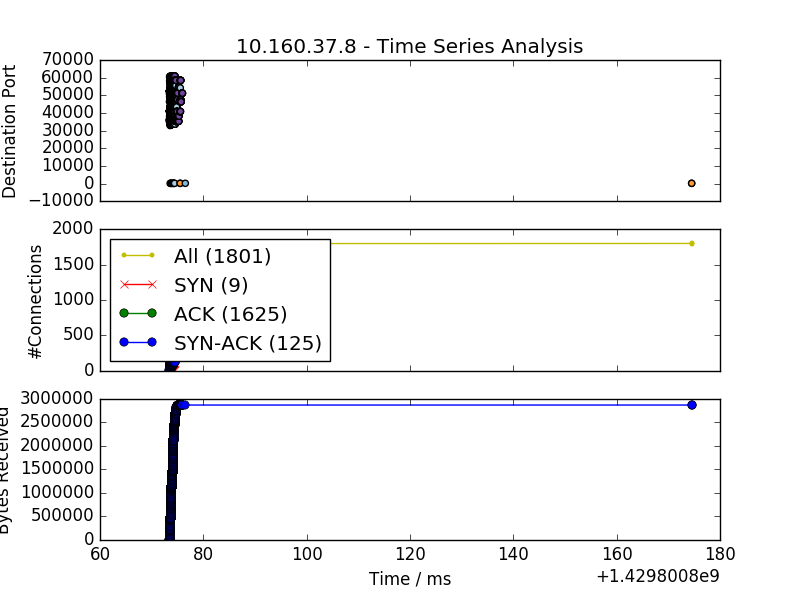 10.160.37.8 - Time Series Analysis
70000
60000
50000
40000
30000
20000
10000
0
−10000
Destination Port
2000
1500
1000
500
0
#Connections
All (1801)
SYN (9)
ACK (1625)
SYN-ACK (125)
3000000
2500000
2000000
1500000
1000000
500000
0
Bytes Received
60
80
100
120
140
160
180
Time / ms
+1.4298008e9